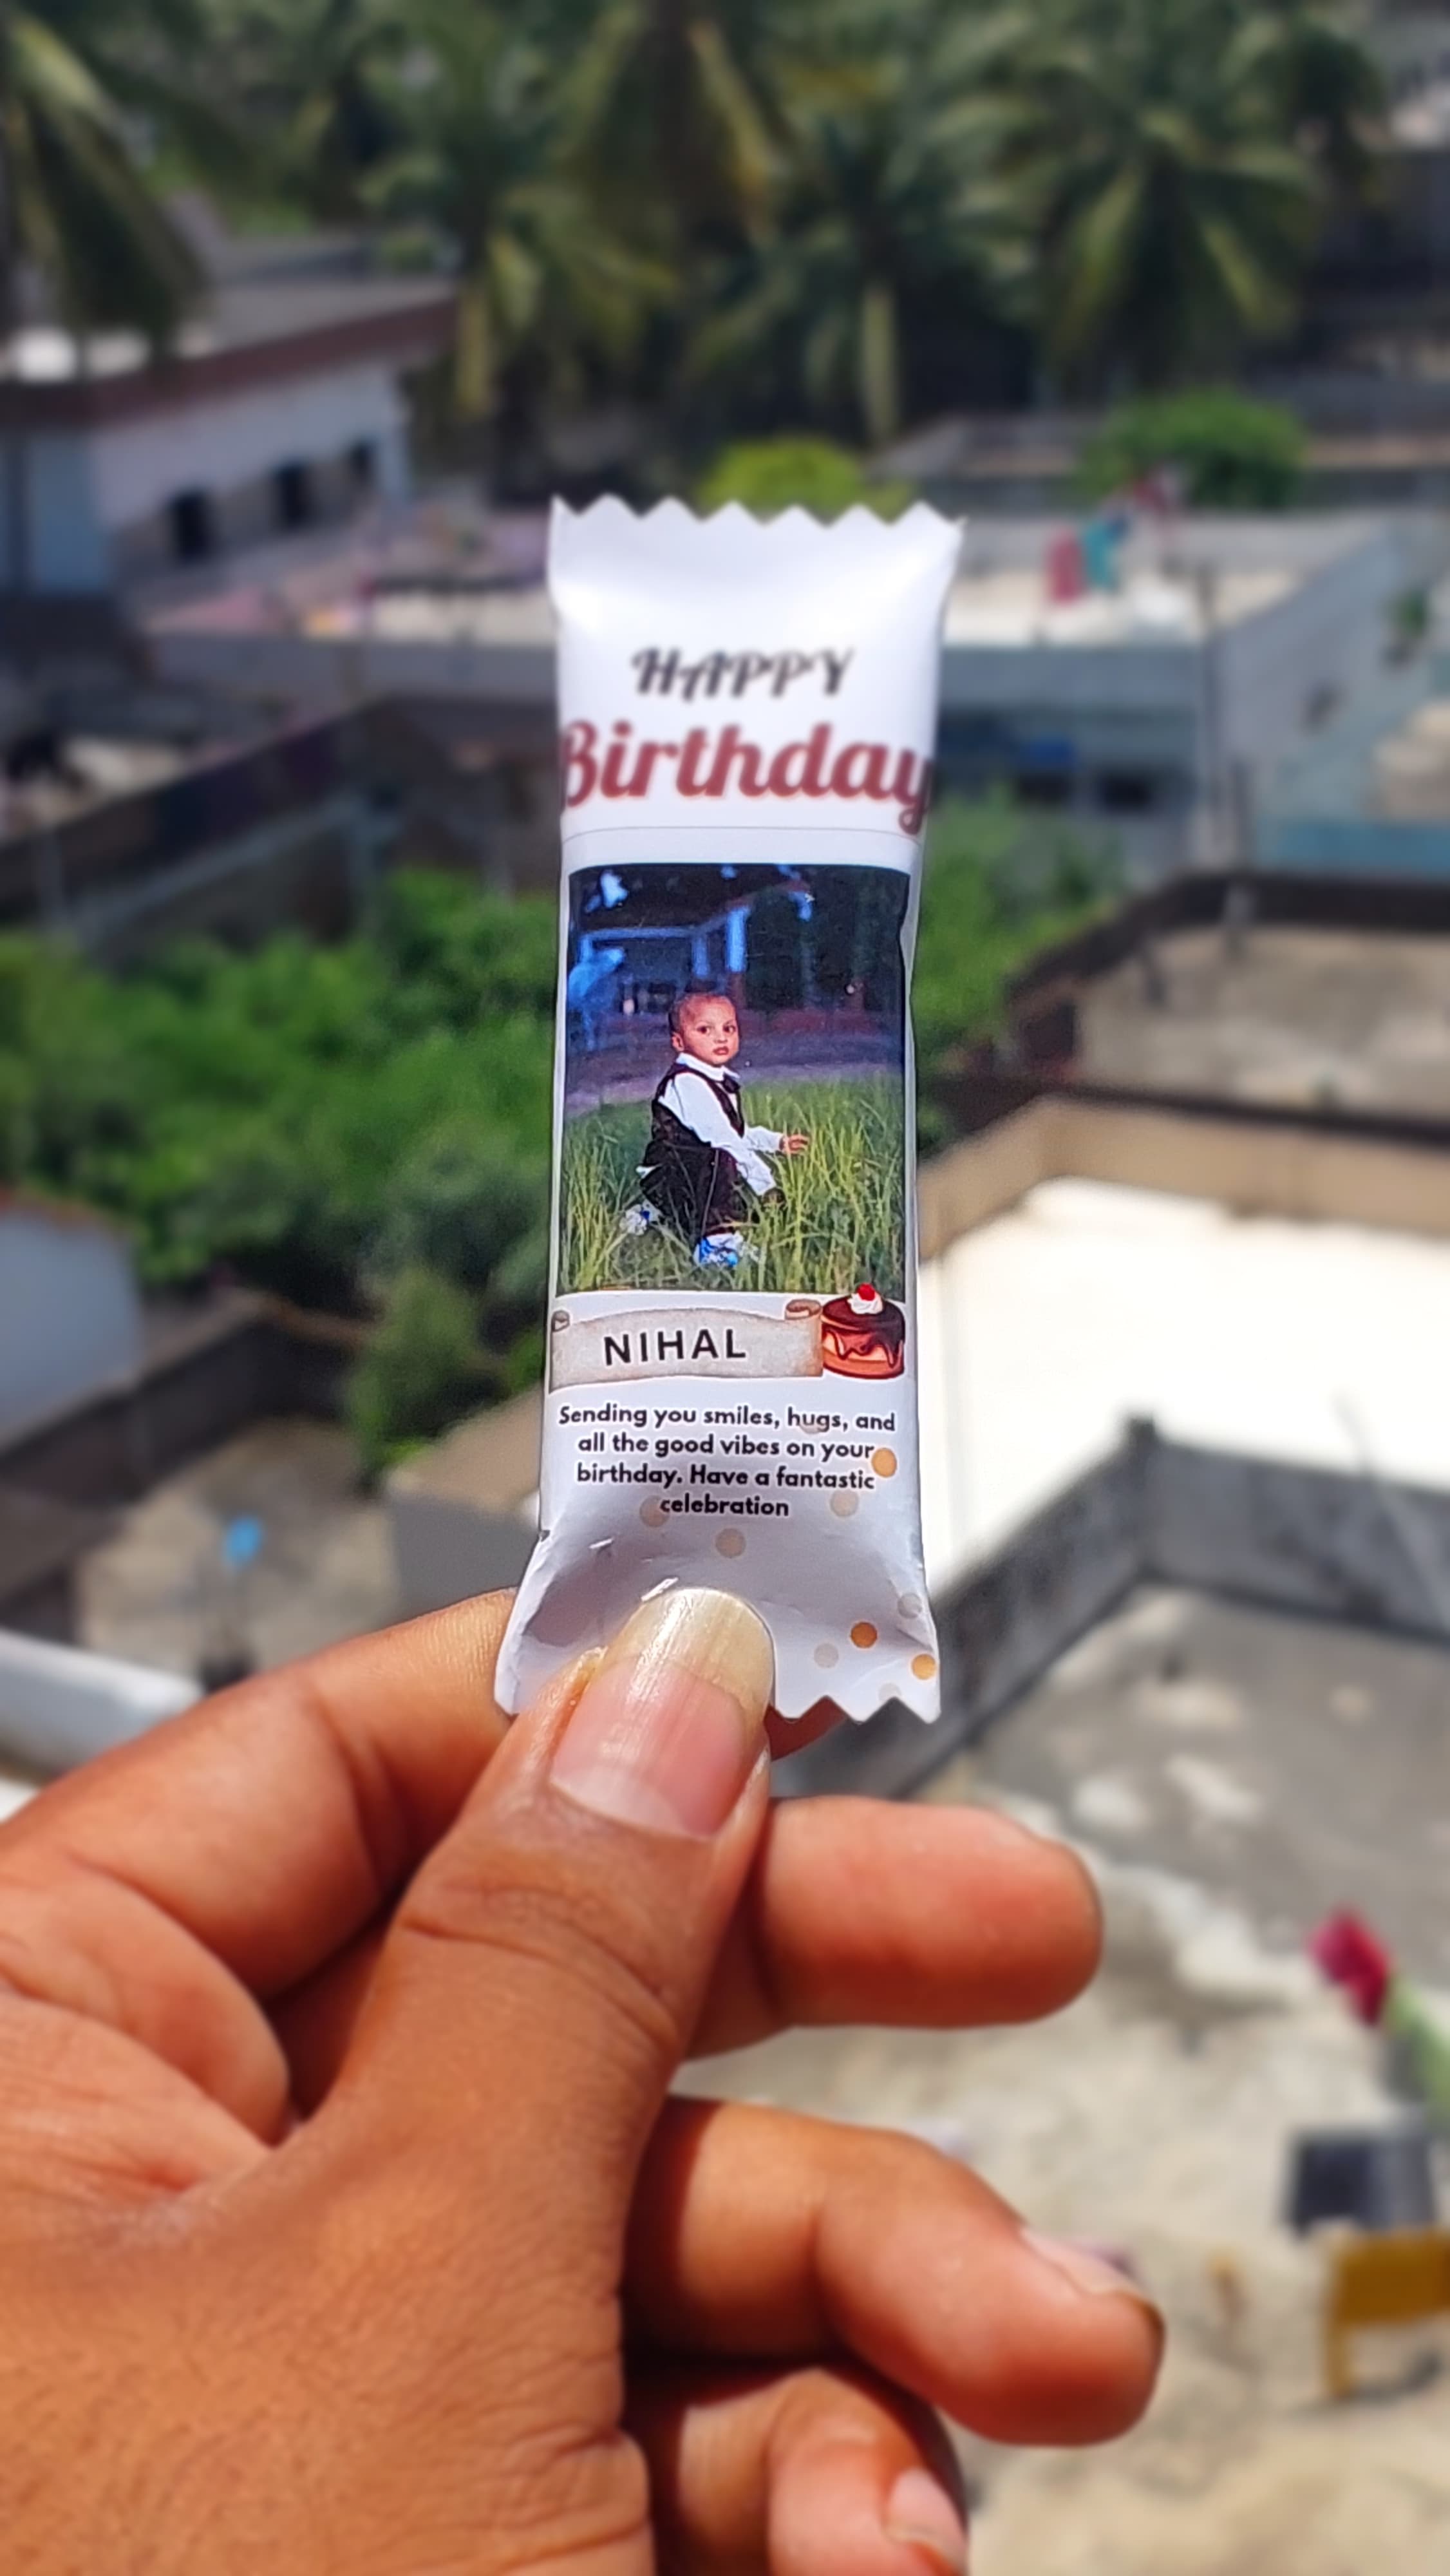 HAPPY
Birthday
NIHAL
Sending you smiles, hugs, and
all the good vibes on your
birthday. Have a fantastic
celebration